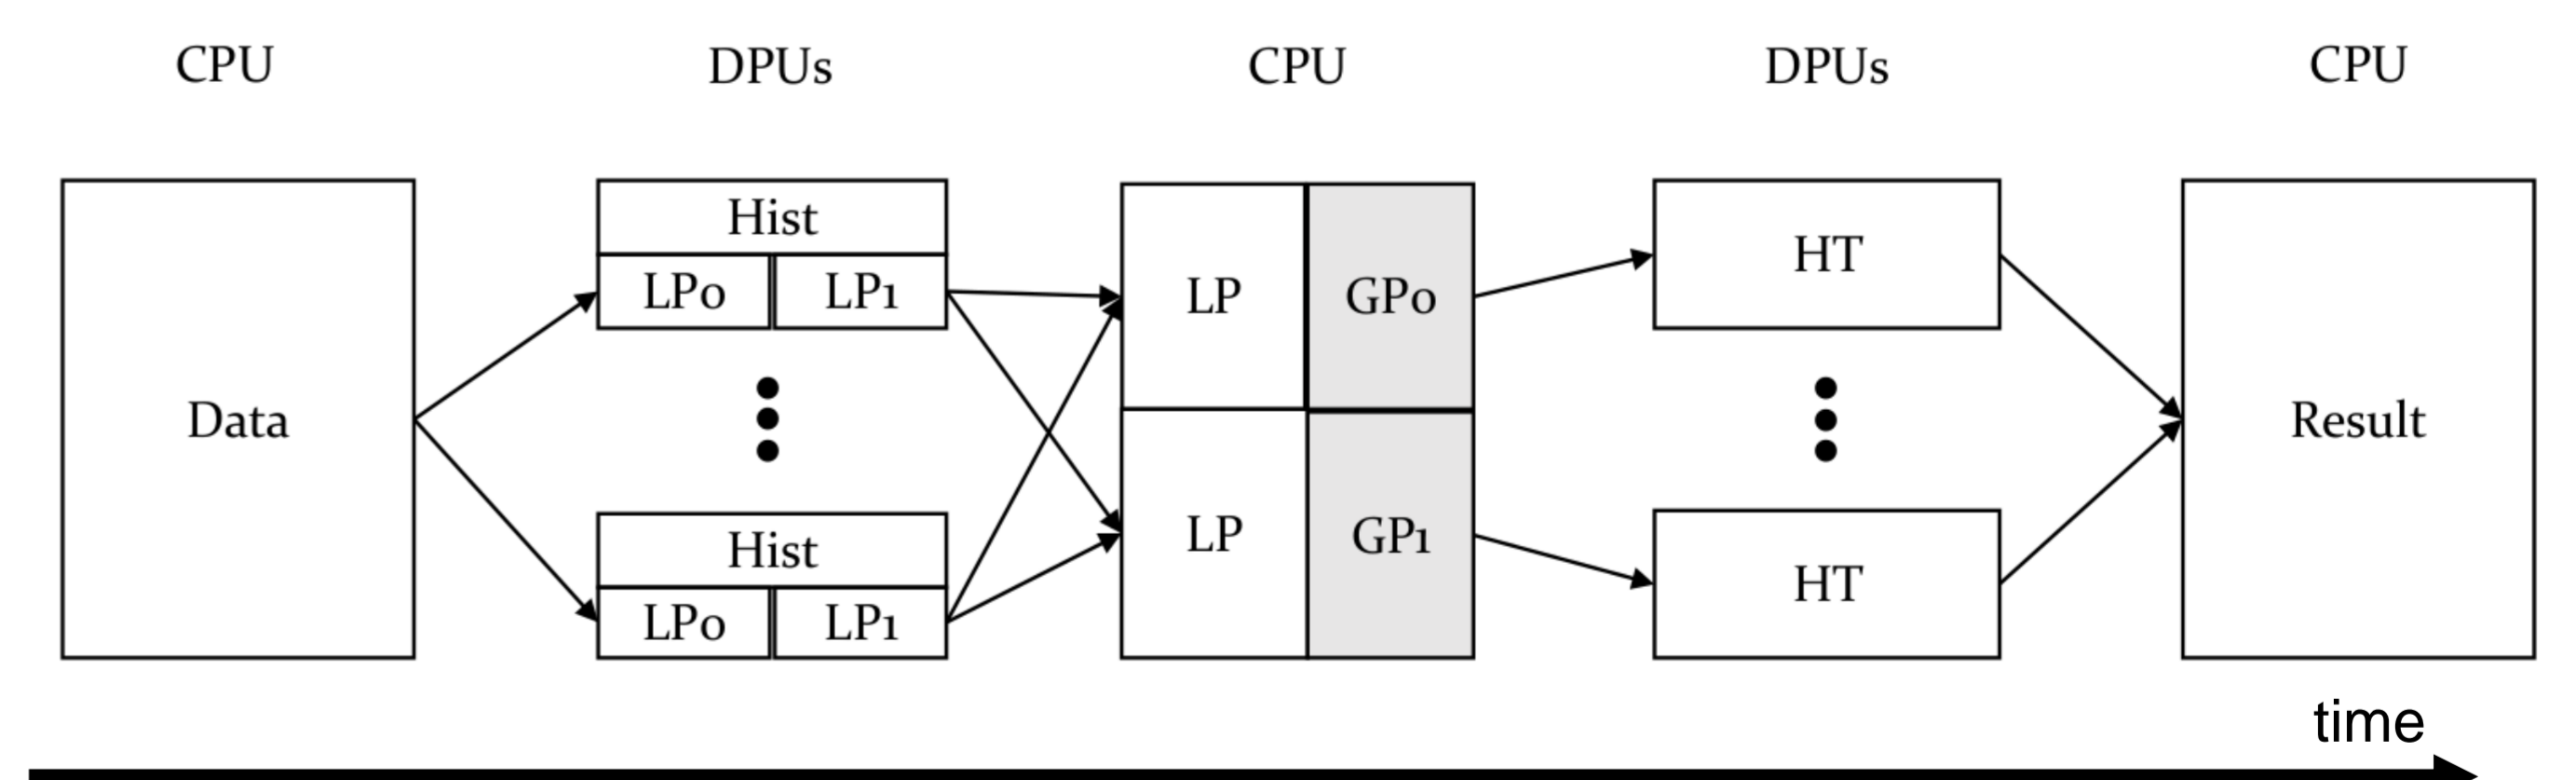 CPU
DPUs
CPU
DPUs
CPU
Data
Hist
LP0
LP1
Hist
LP0
LP1
LP
GP0
LP
GP1
HT
HT
Result
time